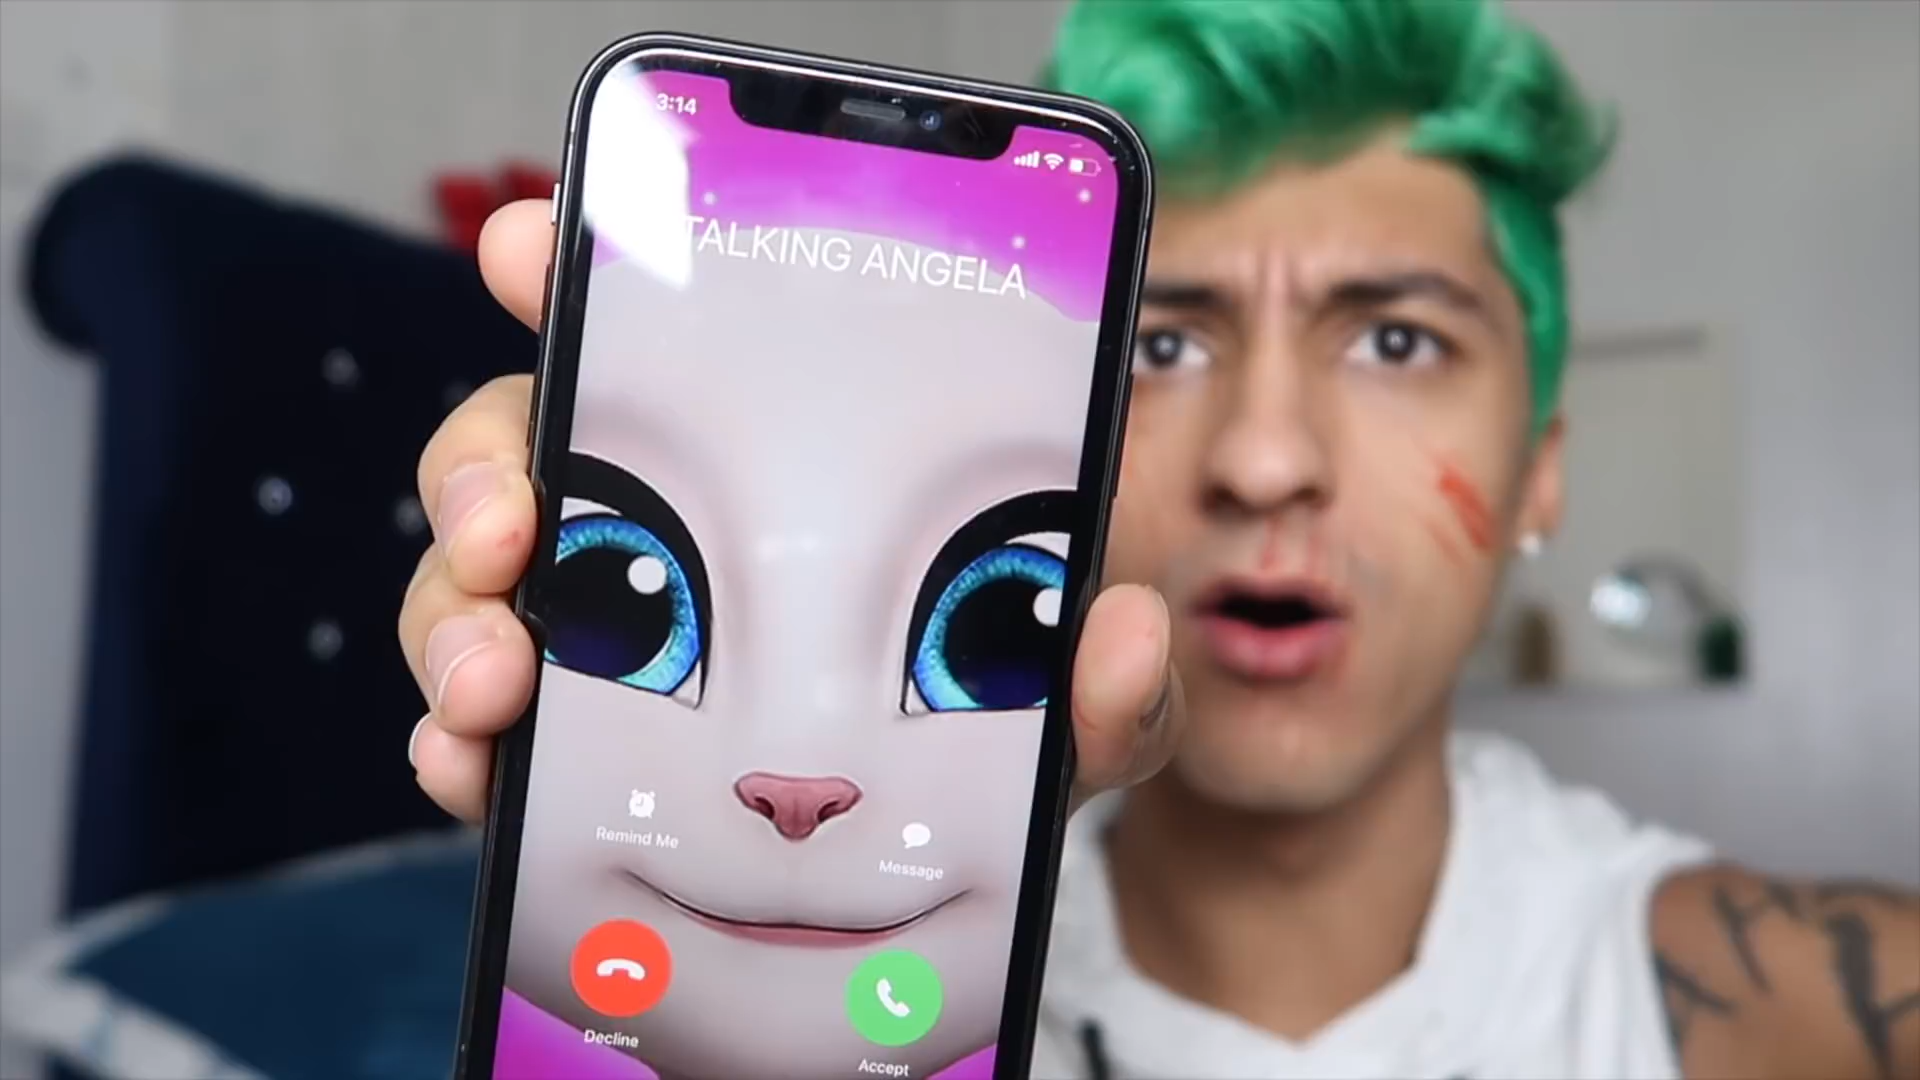 3:14
TALKING ANGELA
Remind Me
Message
Decline
Accept